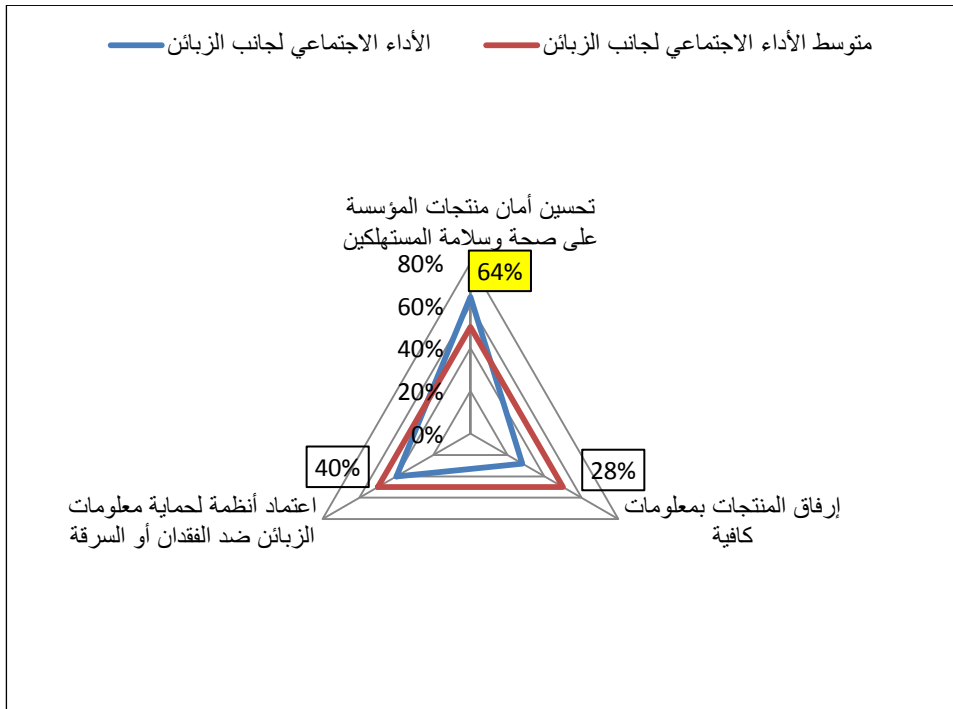 متوسط الأداء الاجتماعي لجانب الزبائن
الأداء الاجتماعي لجانب الزبائن
تحسين أمان منتجات المؤسسة
على صحة وسلامة المستهلكين
80%
64%
60%
40%
20%
0%
28%
40%
إرفاق المنتجات بمعلومات
كافية
اعتماد أنظمة لحماية معلومات
الزبائن ضد الفقدان أو السرقة